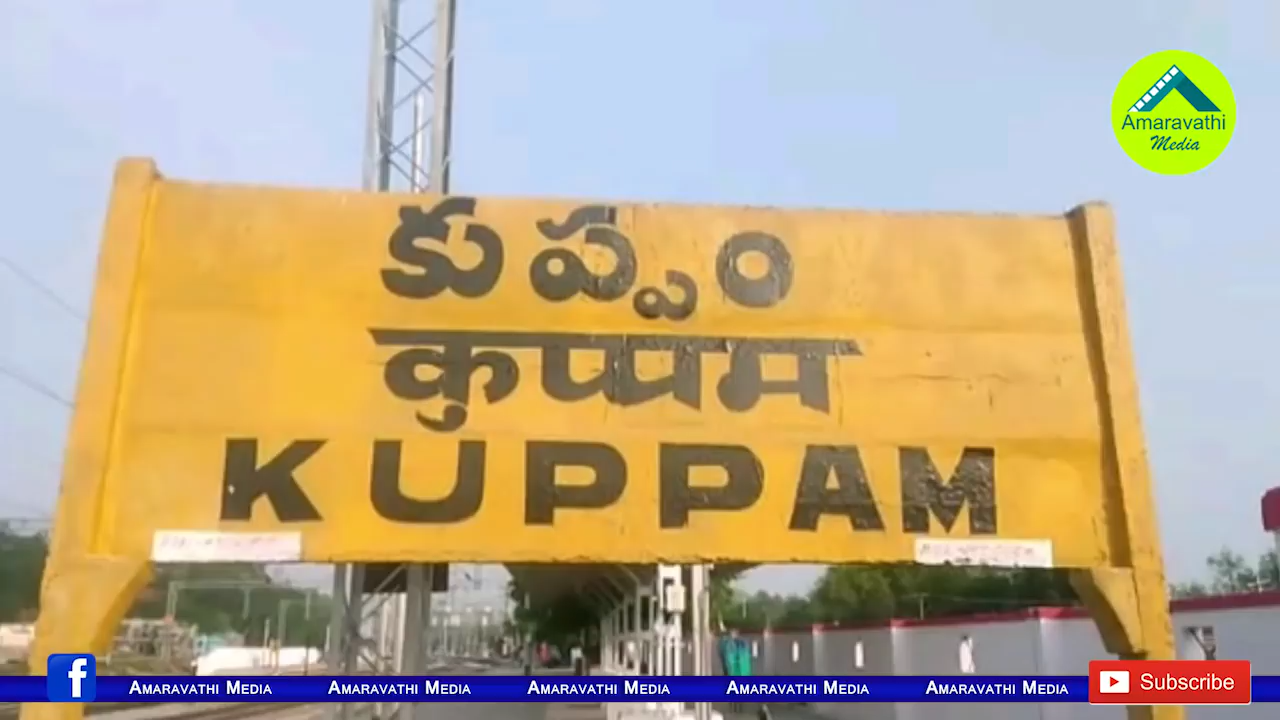 Amaravathi
Media
కుప్పం
कुप्पम
KUPPAM
f Amaravathi Media Amaravathi Media Amaravathi Media Amaravathi Media Amaravathi Media Subscribe